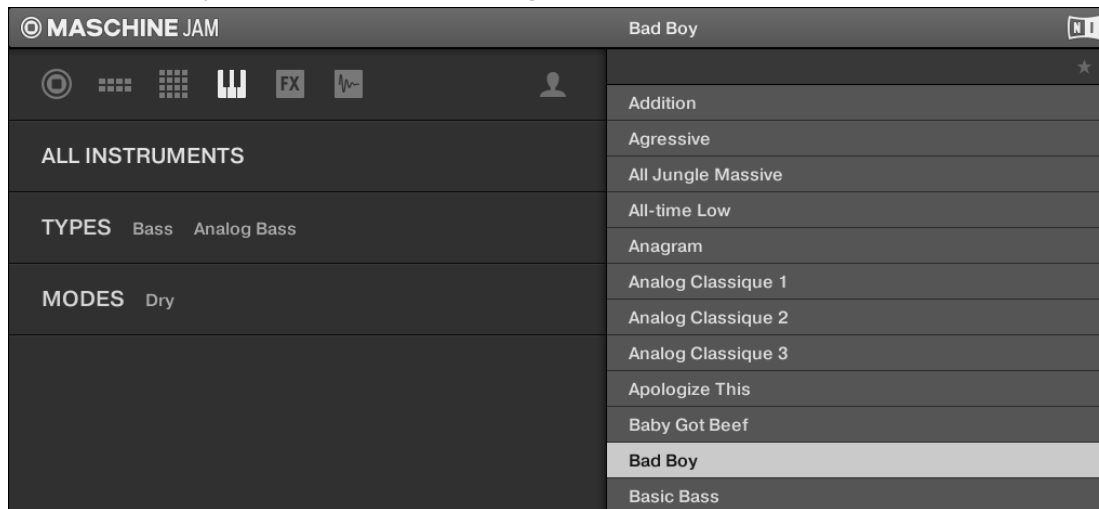 MASCHINE JAM
Bad Boy
NI
FX
ALL INSTRUMENTS
TYPES Bass Analog Bass
MODES Dry
Addition
Agressive
All Jungle Massive
All-time Low
Anagram
Analog Classique 1
Analog Classique 2
Analog Classique 3
Apologize This
Baby Got Beef
Bad Boy
Basic Bass